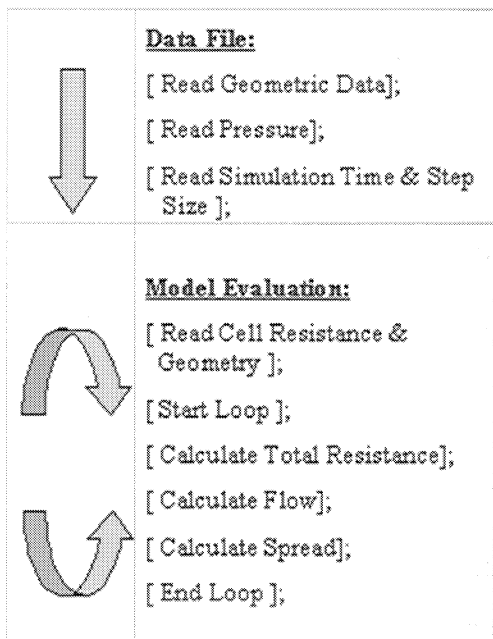 Data File:
[ Read Geometric Data];
[ Read Pressure];
[ Read Simulation Time & Step
Size ];
Model Evaluation:
[ Read Cell Resistance &
Geometry ];
[ Start Loop ];
[ Calculate Total Resistance];
[ Calculate Flow];
[ Calculate Spread];
[ End Loop ];